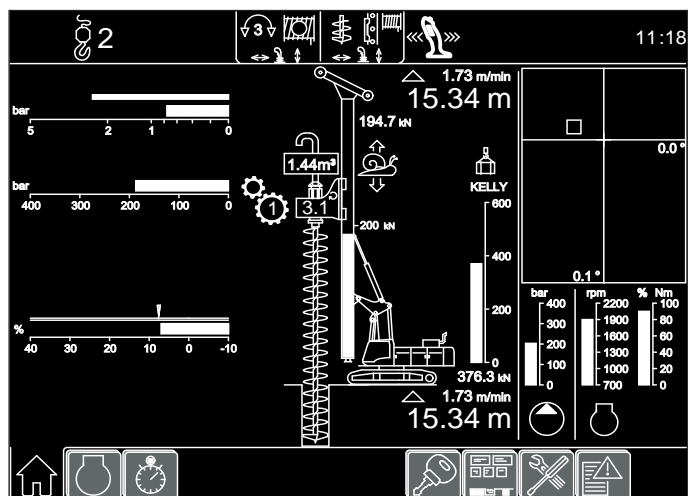 2
3
11:18
1.73 m/min
15.34 m
bar
5 2 1 0
194.7 kN
0.0°
1.44m³
KELLY
bar
400 300 200 100 0
1
3.1
600
200 kN
400
0.1°
200
bar
400
300
200
100
0
rpm
2200
1900
1600
1300
1000
700
% Nm
100
80
60
40
20
0
%
40 30 20 10 0 -10
0
376.3 kN
1.73 m/min
15.34 m